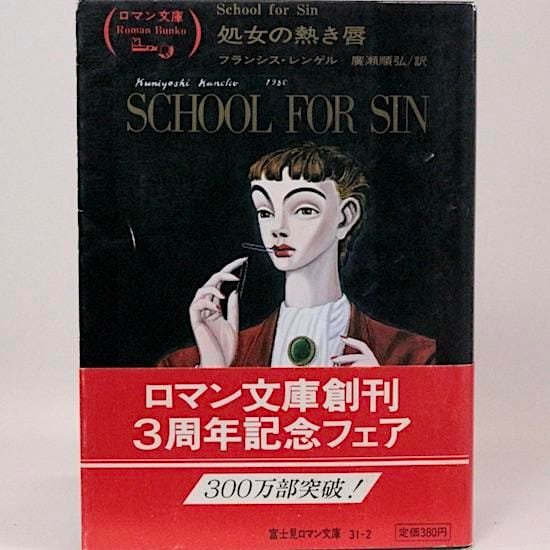 ロマン文庫
Roman Bunko
School for Sin
処女の熱き唇
フランシス・レンゲル 廣瀬順弘/訳
Kuniyoshi Kaneko 1980
SCHOOL FOR SIN
ロマン文庫創刊
3周年記念フェア
300万部突破!
富士見ロマン文庫 31-2
定価380円